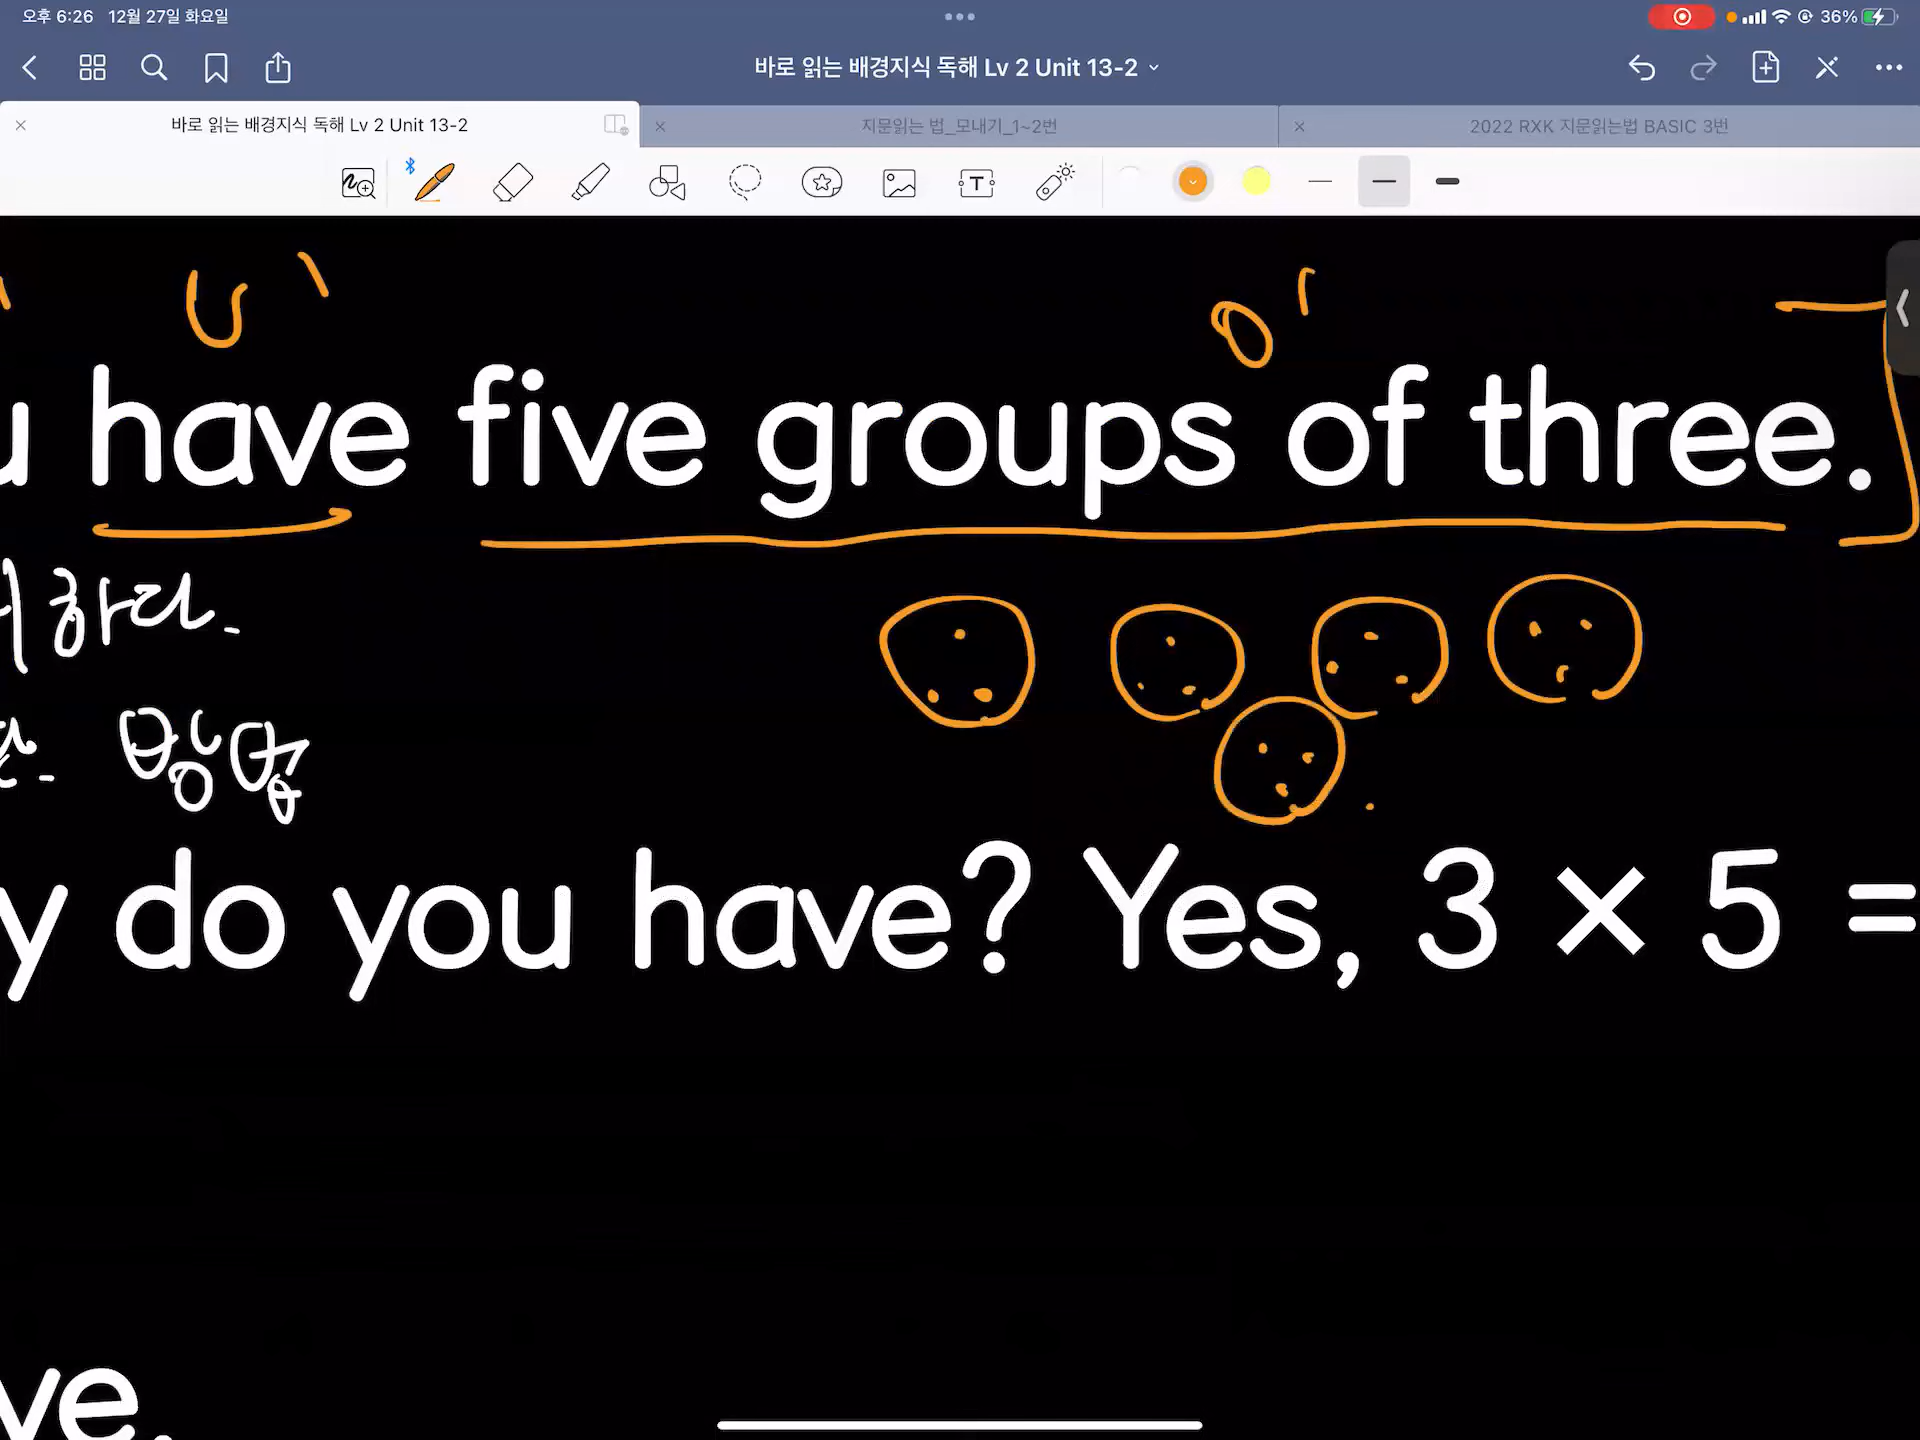 오후 6:26 12월 27일 화요일 36%
바로 읽는 배경지식 독해 Lv 2 Unit 13-2
바로 읽는 배경지식 독해 Lv 2 Unit 13-2 지문읽는 법_모내기_1~2번 2022 RXK 지문읽는법 BASIC 3번
T
v' o'
u have five groups of three.
하다.
방법
y do you have? Yes, 3 × 5 =
ve.